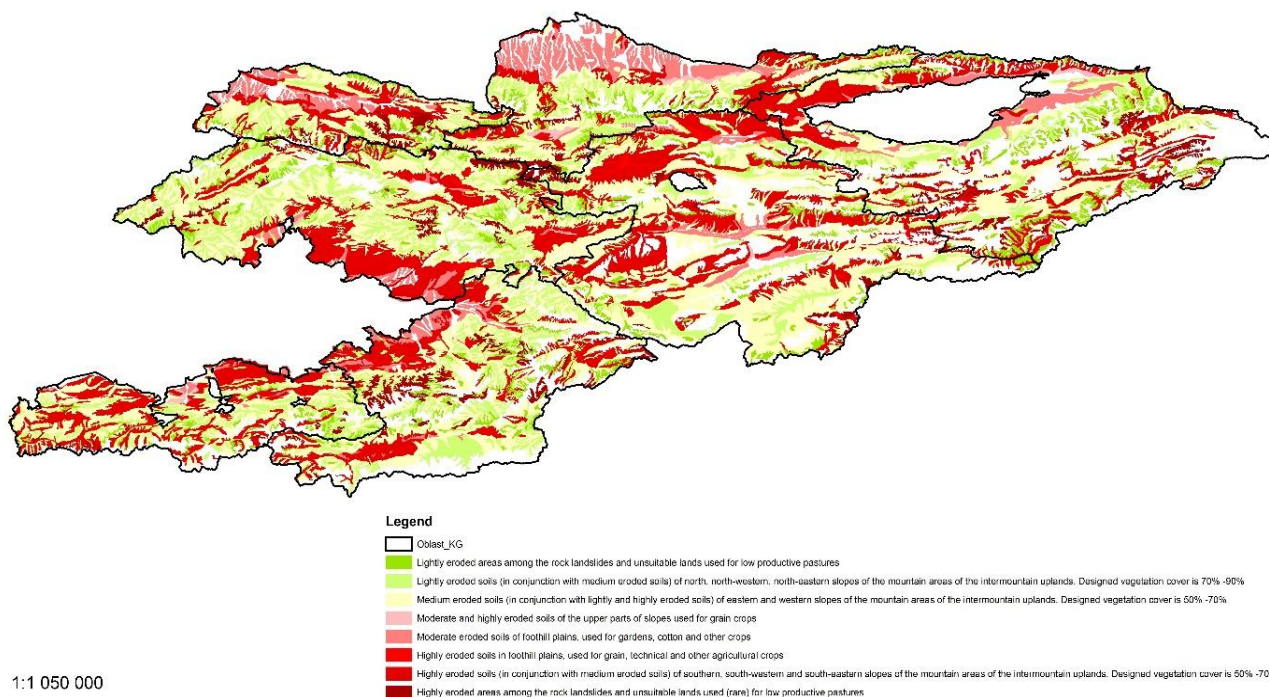 Legend
Oblast_KG
Lightly eroded areas among the rock landslides and unsuitable lands used for low productive pastures
Lightly eroded soils (in conjunction with medium eroded soils) of north, north-western, north-eastern slopes of the mountain areas of the intermountain uplands. Designed vegetation cover is 70% -90%
Medium eroded soils (in conjunction with lightly and highly eroded soils) of eastern and western slopes of the mountain areas of the intermountain uplands. Designed vegetation cover is 50% -70%
Moderate and highly eroded soils of the upper parts of slopes used for grain crops
Moderate eroded soils of foothill plains, used for gardens, cotton and other crops
Highly eroded soils in foothill plains, used for grain, technical and other agricultural crops
Highly eroded soils (in conjunction with medium eroded soils) of southern, south-western and south-eastern slopes of the mountain areas of the intermountain uplands. Designed vegetation cover is 50% -70
Highly eroded areas among the rock landslides and unsuitable lands used (rare) for low productive pastures
1:1 050 000